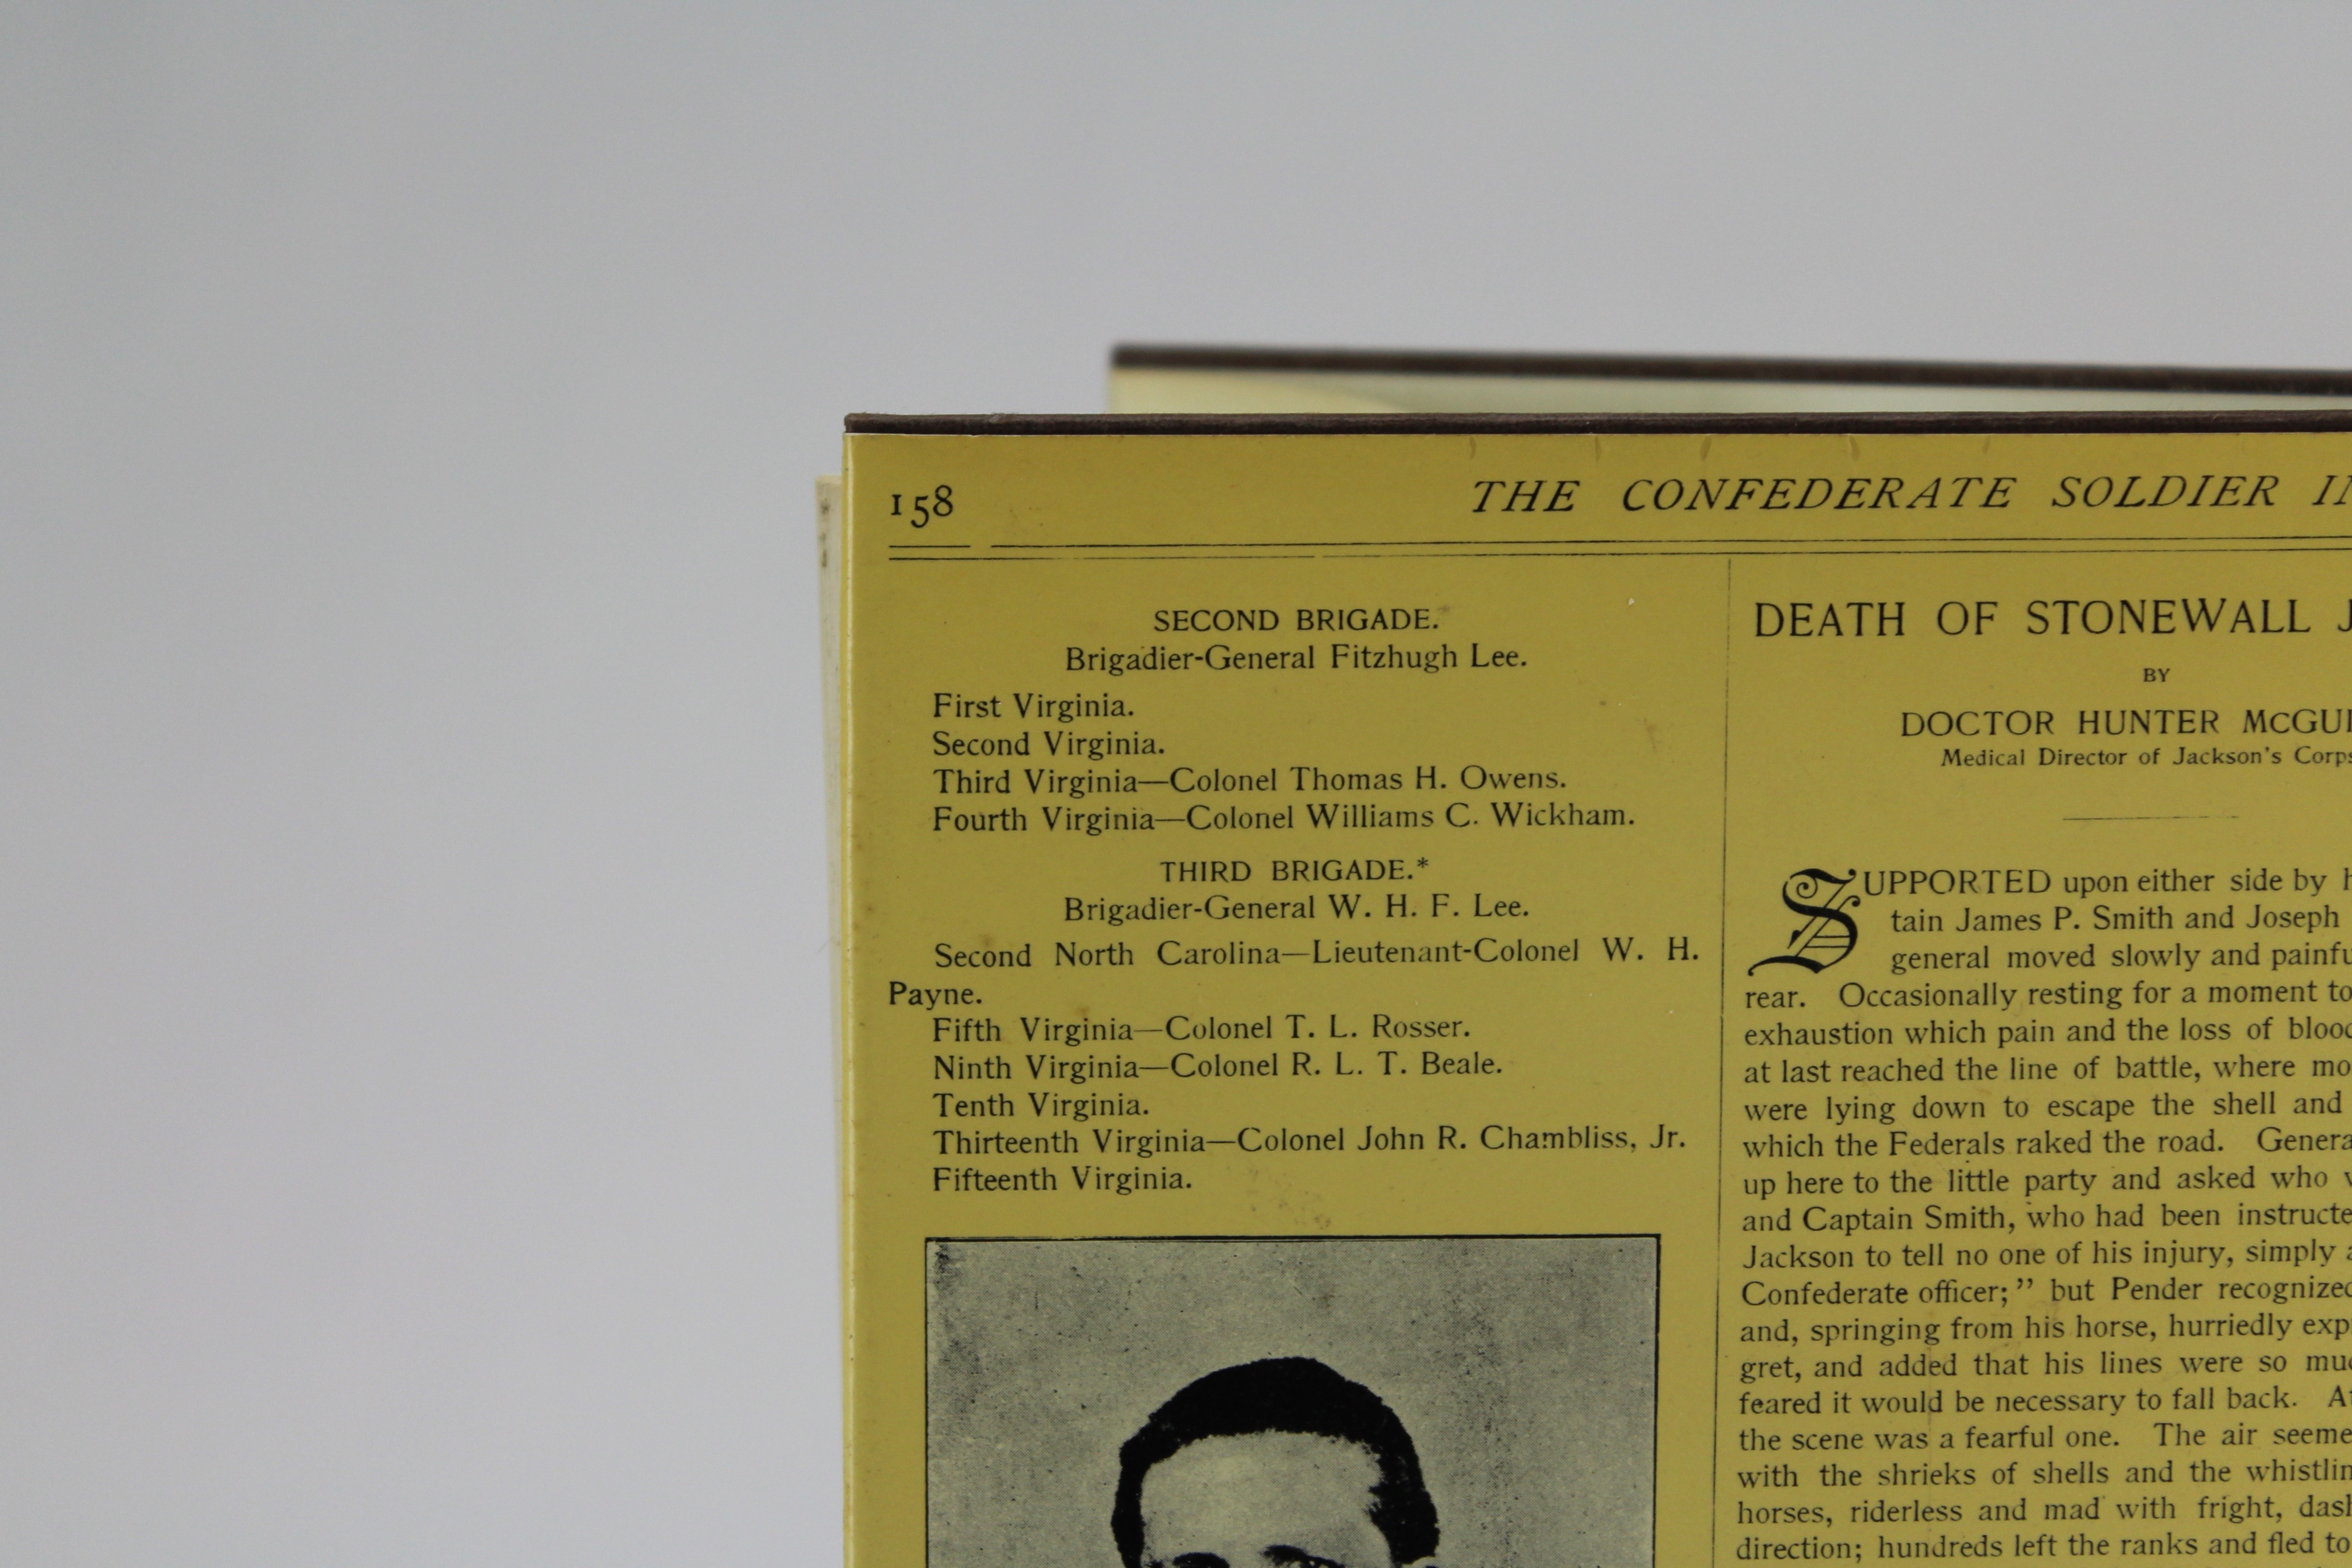 158
THE CONFEDERATE SOLDIER
SECOND BRIGADE.
Brigadier-General Fitzhugh Lee.
First Virginia.
Second Virginia.
Third Virginia—Colonel Thomas H. Owens.
Fourth Virginia—Colonel Williams C. Wickham.
THIRD BRIGADE.*
Brigadier-General W. H. F. Lee.
Second North Carolina—Lieutenant-Colonel W. H.
Payne.
Fifth Virginia—Colonel T. L. Rosser.
Ninth Virginia—Colonel R. L. T. Beale.
Tenth Virginia.
Thirteenth Virginia—Colonel John R. Chambliss, Jr.
Fifteenth Virginia.
DEATH OF STONEWALL
BY
DOCTOR HUNTER
Medical Director of Jackson's
SUPPORTED upon either side by
tain James P. Smith and Joseph
general moved slowly and
rear. Occasionally resting for a moment to
exhaustion which pain and the loss of
at last reached the line of battle, where
were lying down to escape the shell and
which the Federals raked the road.
up here to the little party and asked who
and Captain Smith, who had been
Jackson to tell no one of his injury, simply
Confederate officer;” but Pender
and, springing from his horse, hurriedly
gret, and added that his lines were so
feared it would be necessary to fall back.
the scene was a fearful one. The air
with the shrieks of shells and the
horses, riderless and mad with fright,
direction; hundreds left the ranks and fled to